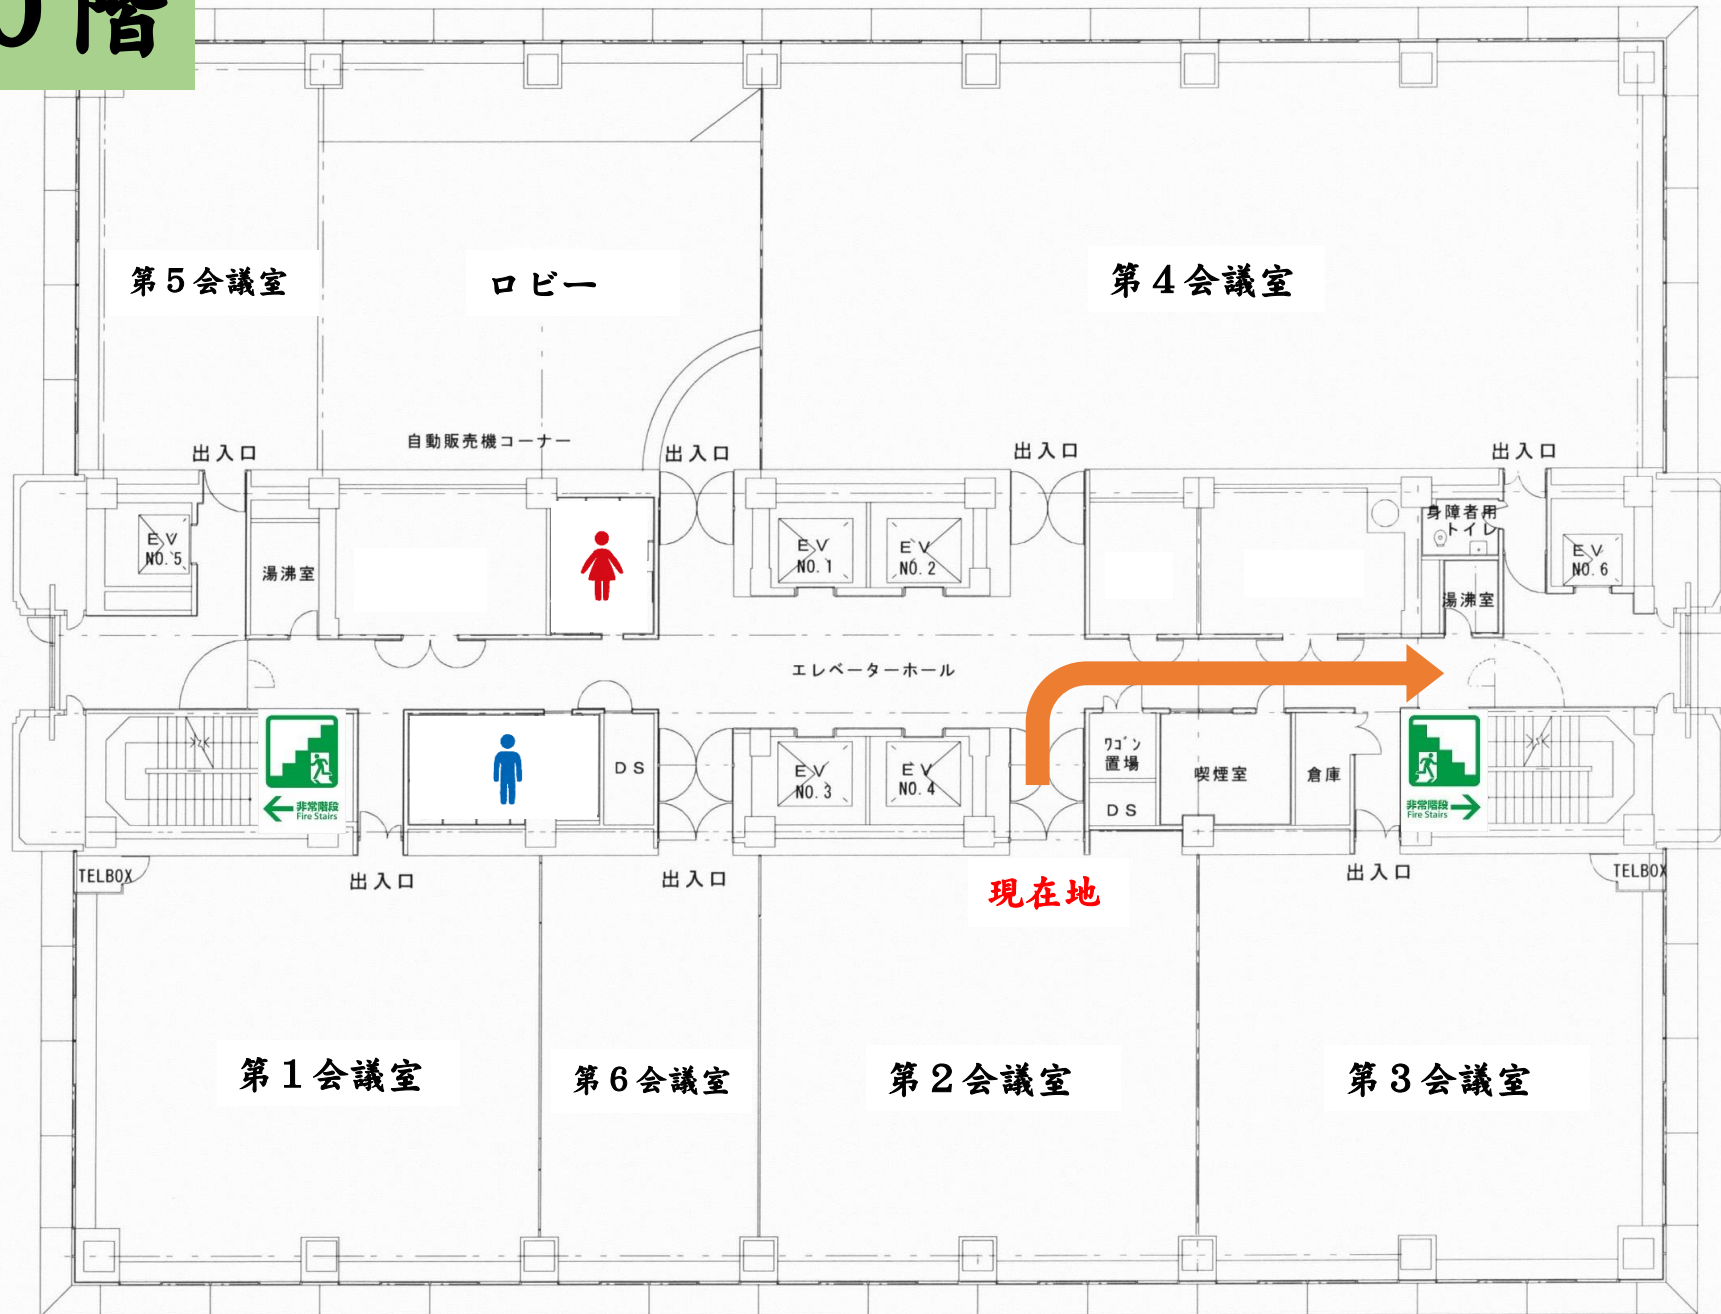 0階
第5会議室
ロビー
第4会議室
自動販売機コーナー
出入口
出入口
出入口
出入口
身障者用
トイレ
EV
NO.5
湯沸室
EV
NO.1
EV
NO.2
EV
NO.6
湯沸室
エレベーターホール
ワゴン
置場
DS
EV
NO.3
EV
NO.4
喫煙室
倉庫
DS
非常階段
Fire Stairs
非常階段
Fire Stairs
TELBOX
出入口
出入口
現在地
出入口
TELBOX
第1会議室
第6会議室
第2会議室
第3会議室